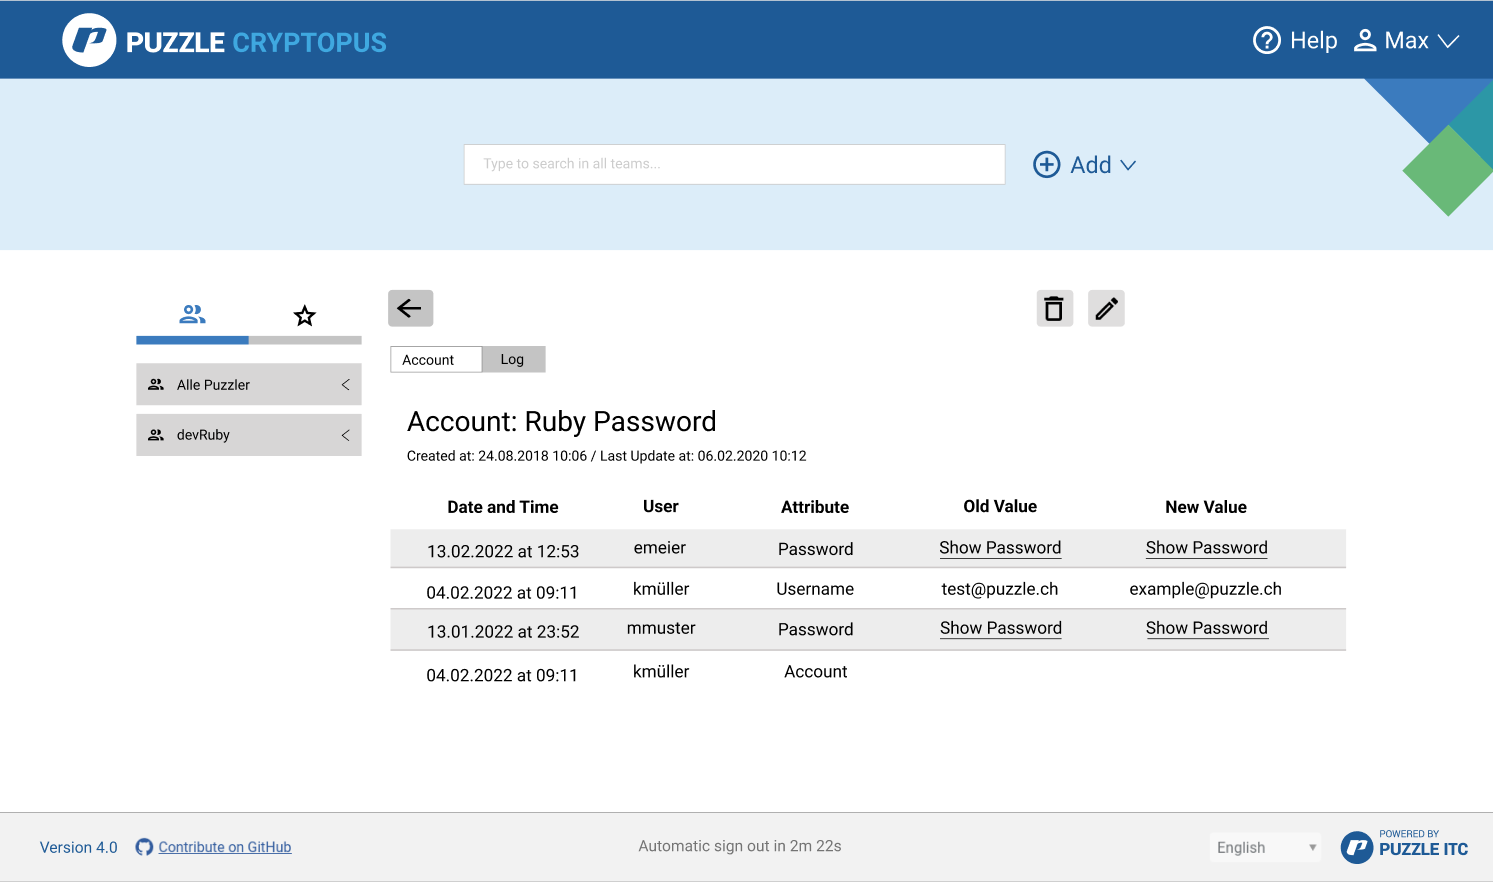 PUZZLE CRYPTOPUS
Help Max
Type to search in all teams...
Add
Account Log
Alle Puzzler
devRuby
Account: Ruby Password
Created at: 24.08.2018 10:06 / Last Update at: 06.02.2020 10:12
Date and Time User Attribute Old Value New Value
13.02.2022 at 12:53 emeier Password Show Password Show Password
04.02.2022 at 09:11 kmüller Username test@puzzle.ch example@puzzle.ch
13.01.2022 at 23:52 mmuster Password Show Password Show Password
04.02.2022 at 09:11 kmüller Account
Version 4.0 Contribute on GitHub Automatic sign out in 2m 22s English
POWERED BY
PUZZLE ITC